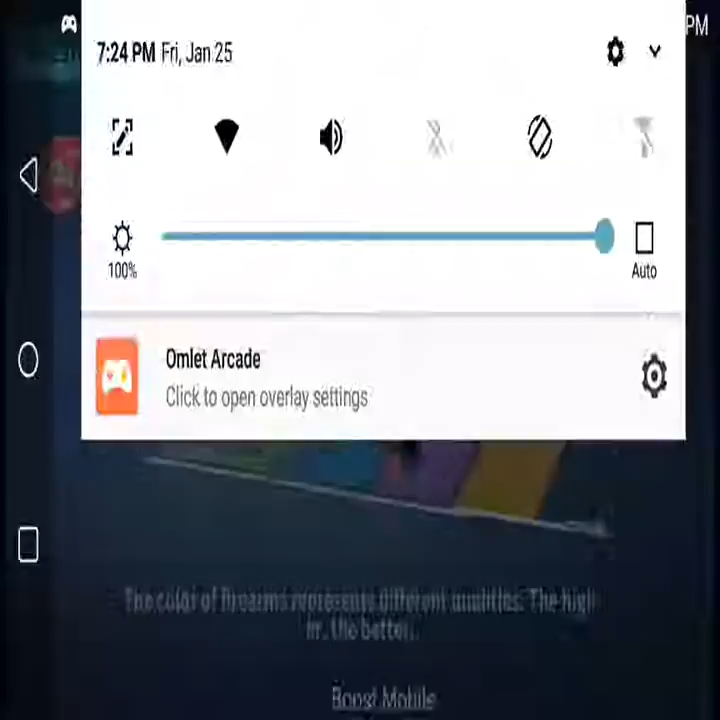 PM
7:24 PM Fri, Jan 25
100%
Auto
Omlet Arcade
Click to open overlay settings
The color of firearms represents different qualities. The high
er, the better.
Boost Mobile